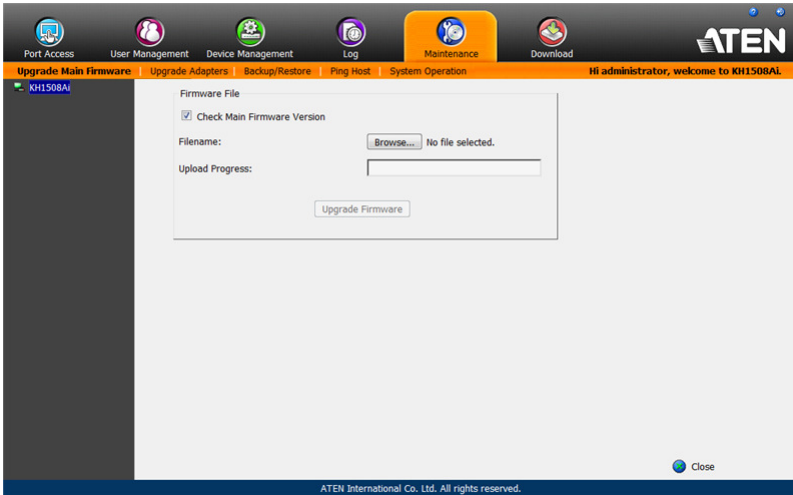 Port Access User Management Device Management Log Maintenance Download
ATEN
Upgrade Main Firmware Upgrade Adapters Backup/Restore Ping Host System Operation Hi administrator, welcome to KH1508Ai.
KH1508Ai
Firmware File
Check Main Firmware Version
Filename: Browse... No file selected.
Upload Progress:
Upgrade Firmware
Close
ATEN International Co. Ltd. All rights reserved.